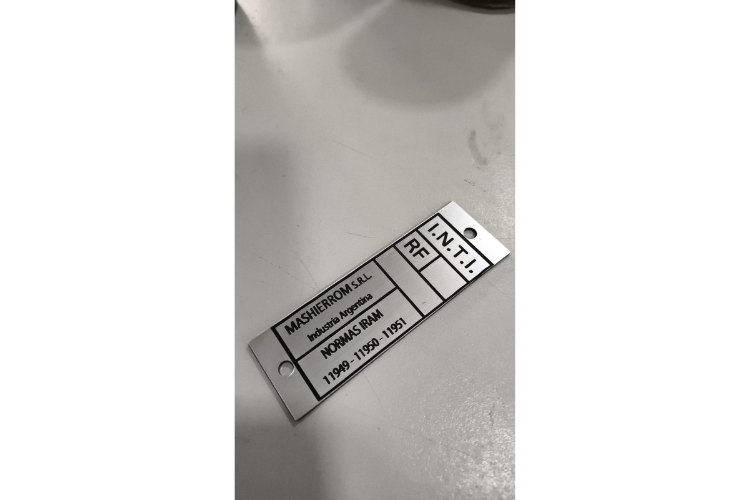 MASHIERROM S.R.L.
Industria Argentina
NORMAS IRAM
11949 - 11950 - 11951
RF
I.N.T.I.